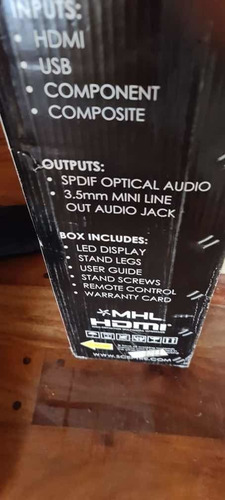 INPUTS:
• HDMI
• USB
• COMPONENT
• COMPOSITE
OUTPUTS:
• SPDIF OPTICAL AUDIO
• 3.5mm MINI LINE
OUT AUDIO JACK
BOX INCLUDES:
• LED DISPLAY
• STAND LEGS
• USER GUIDE
• STAND SCREWS
• REMOTE CONTROL
• WARRANTY CARD
MHL
HDMI